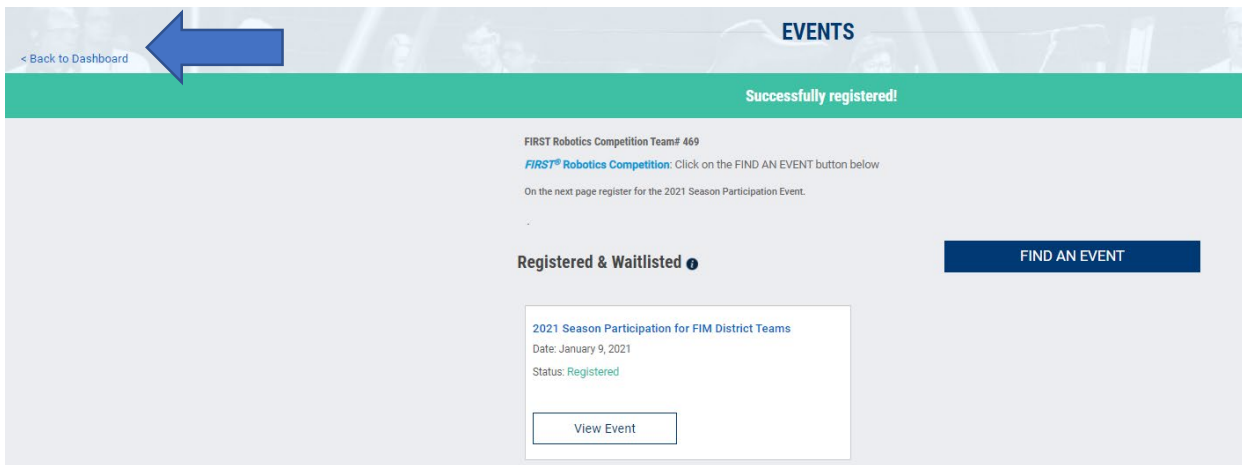 EVENTS
< Back to Dashboard
Successfully registered!
FIRST Robotics Competition Team# 469
FIRST® Robotics Competition: Click on the FIND AN EVENT button below
On the next page register for the 2021 Season Participation Event.
.
Registered & Waitlisted i
FIND AN EVENT
2021 Season Participation for FIM District Teams
Date: January 9, 2021
Status: Registered
View Event